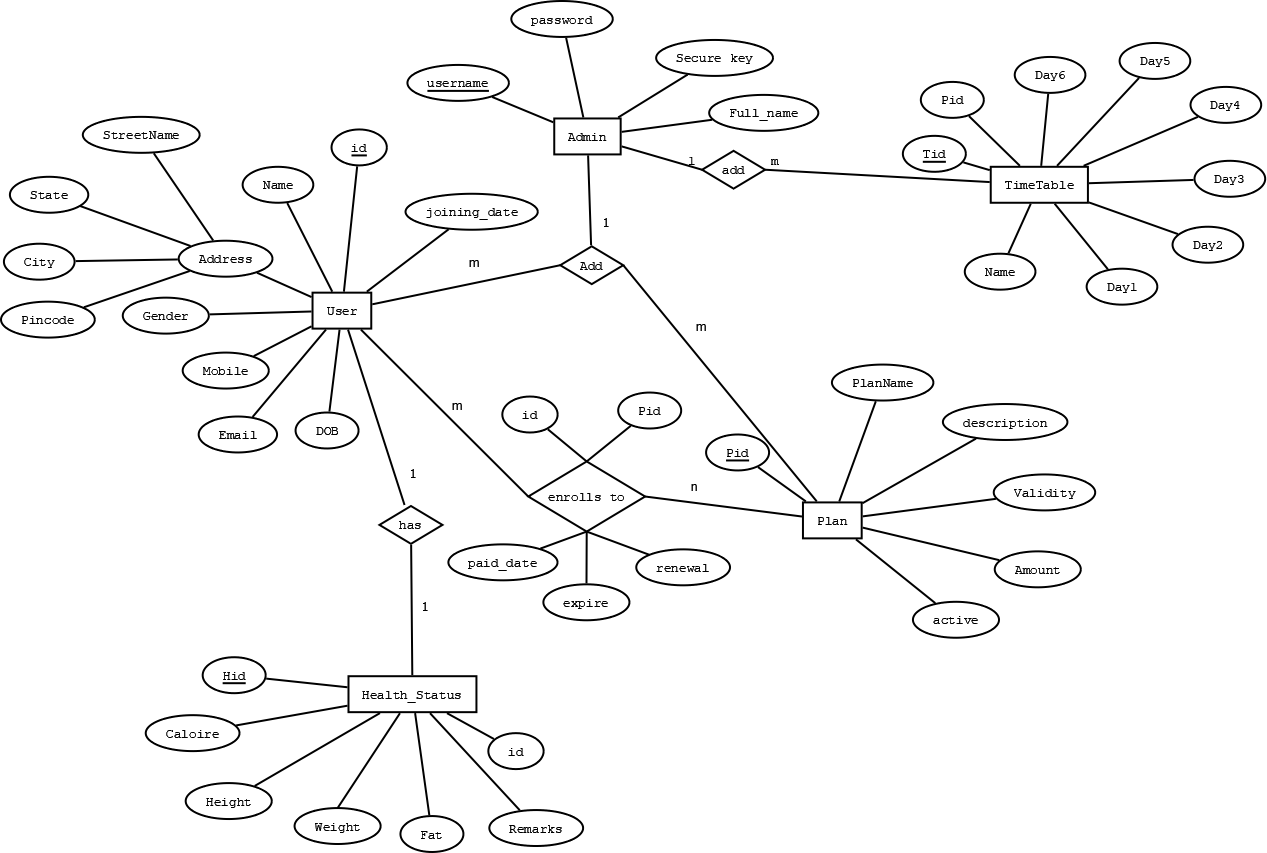 password
Secure key
username
Full_name
Admin
Day5
Day6
Day4
Pid
Tid
Day3
TimeTable
Day2
Name
Day1
1
add
m
StreetName
id
Name
State
joining_date
City
Address
Pincode
Gender
User
Mobile
Email
DOB
1
m
Add
m
m
PlanName
id
Pid
description
Pid
Validity
enrolls to
n
Plan
paid_date
renewal
expire
Amount
active
1
has
1
Hid
Health_Status
Caloire
id
Height
Weight
Fat
Remarks